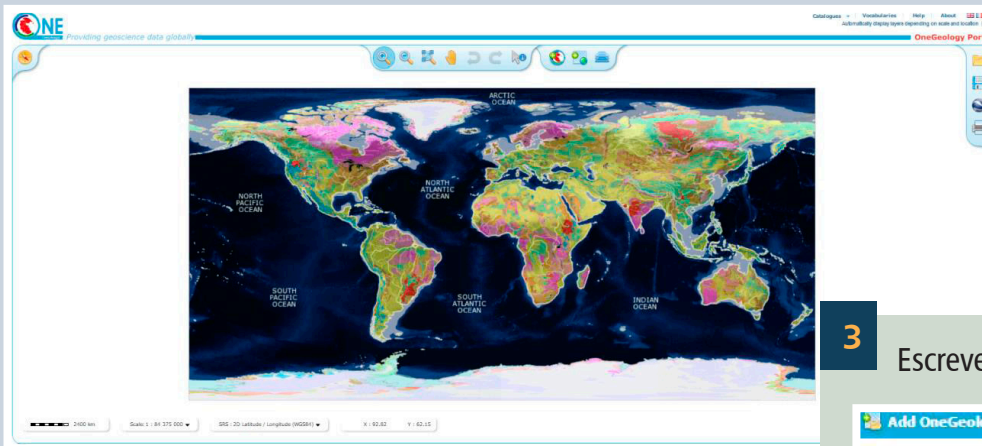 Catalogues Vocabularies Help About
Automatically display layers depending on scale and location
ONE
Providing geoscience data globally
OneGeology Por
ARCTIC
OCEAN
NORTH
PACIFIC
OCEAN
NORTH
ATLANTIC
OCEAN
SOUTH
PACIFIC
OCEAN
SOUTH
ATLANTIC
OCEAN
INDIAN
OCEAN
2400 km
Scale 1 : 84 375 000
SRS : 2D Latitude / Longitude (WGS84)
X : 92.82 Y : 62.15
3
Escreve
Add OneGeol